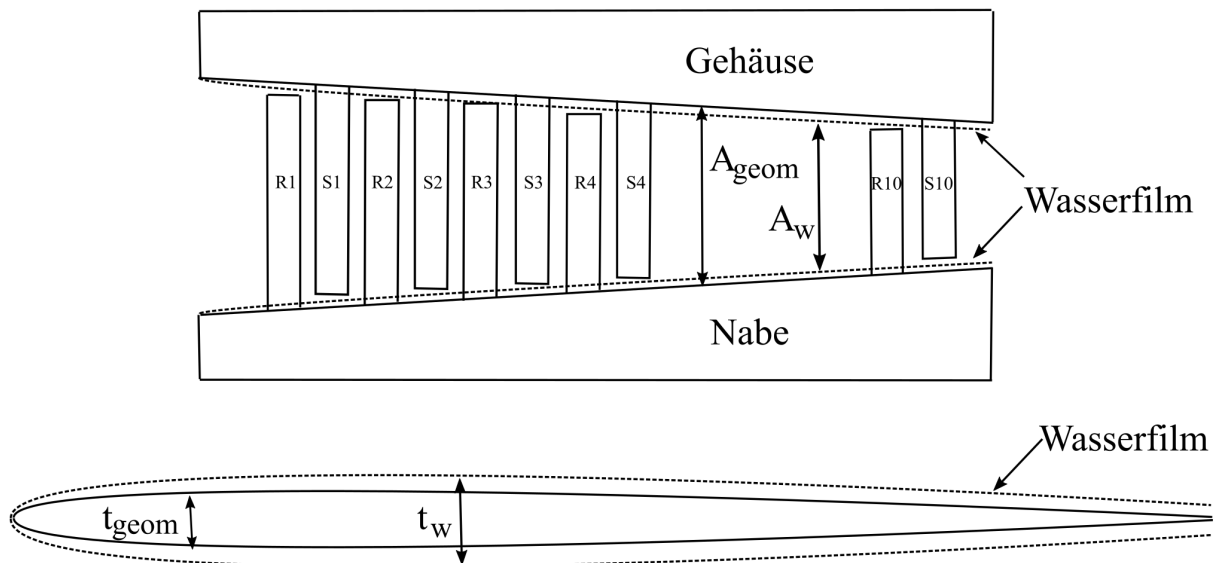 Gehäuse
R1 S1 R2 S2 R3 S3 R4 S4 R10 S10
A_geom
A_w
Wasserfilm
Nabe
Wasserfilm
t_geom
t_w